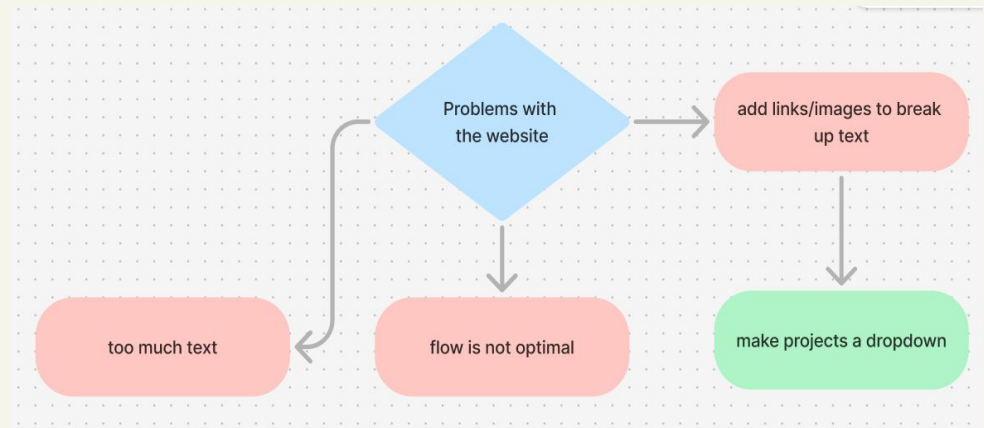 Problems with
the website
add links/images to break
up text
too much text
flow is not optimal
make projects a dropdown